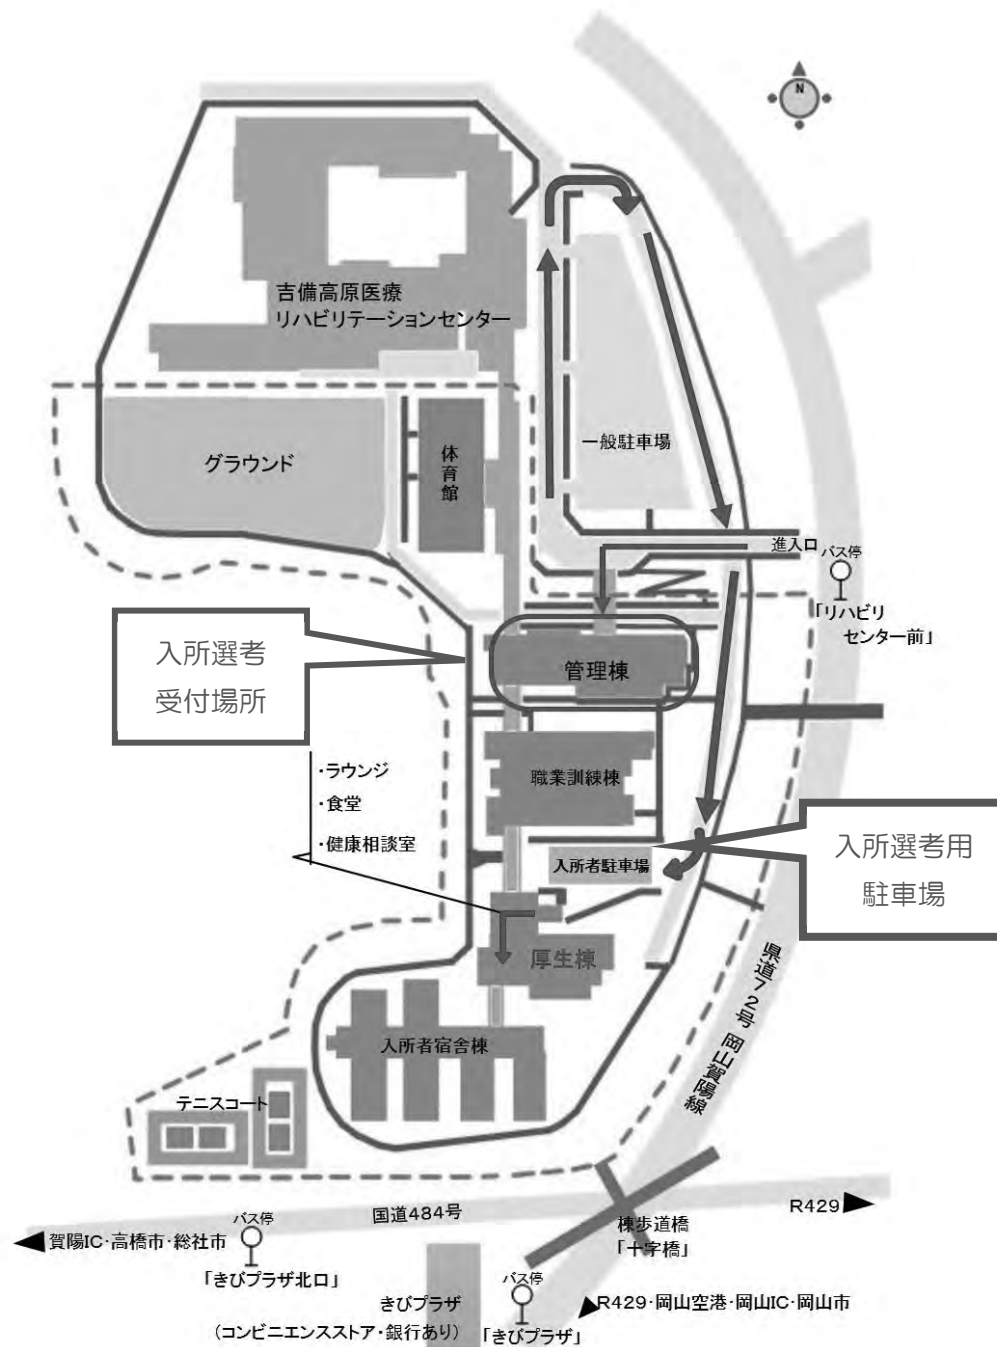 N
吉備高原医療
リハビリテーションセンター
一般駐車場
グラウンド
体育館
進入口
バス停
「リハビリ
センター前」
入所選考
受付場所
管理棟
・ラウンジ
・食堂
・健康相談室
職業訓練棟
入所者駐車場
入所選考用
駐車場
厚生棟
県道72号 岡山賀陽線
入所者宿舎棟
テニスコート
国道484号
R429
バス停
賀陽IC・高橋市・総社市
「きびプラザ北口」
棟歩道橋
「十字橋」
バス停
きびプラザ
(コンビニエンスストア・銀行あり)
「きびプラザ」
R429・岡山空港・岡山IC・岡山市